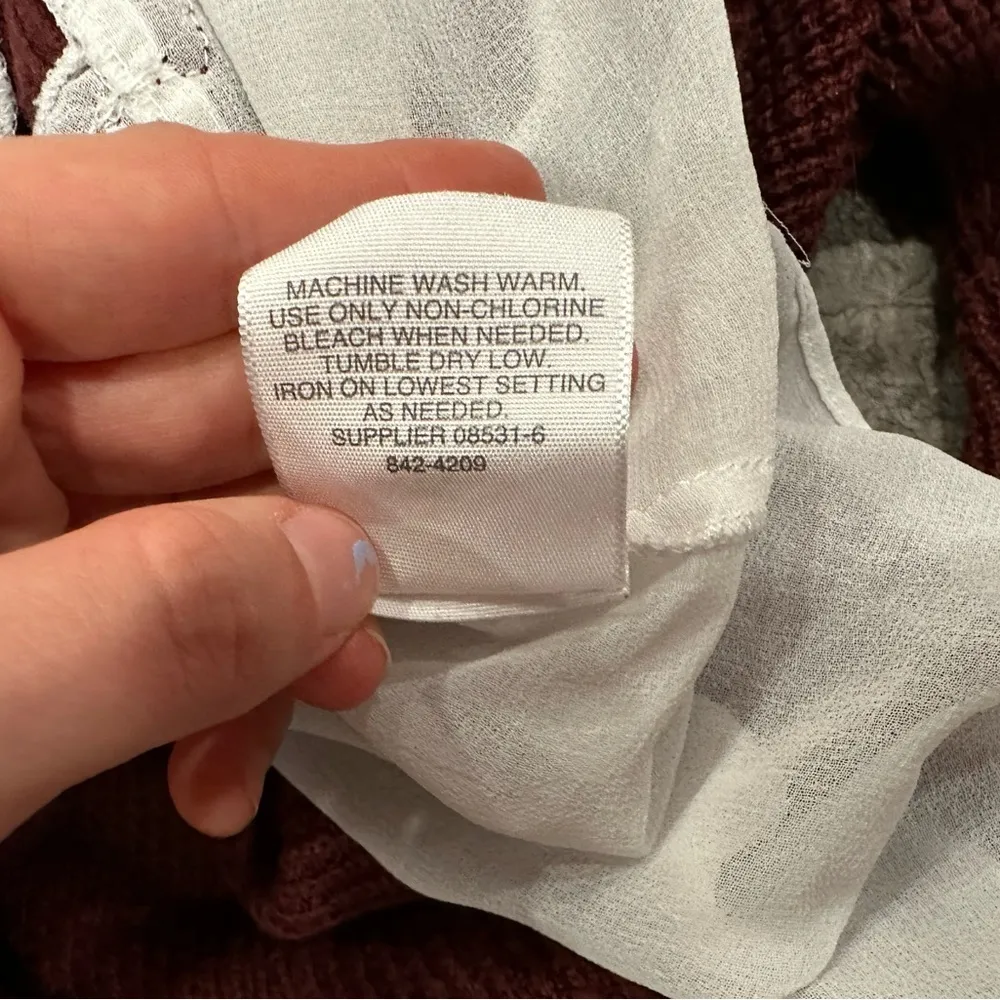 MACHINE WASH WARM.
USE ONLY NON-CHLORINE
BLEACH WHEN NEEDED.
TUMBLE DRY LOW.
IRON ON LOWEST SETTING
AS NEEDED.
SUPPLIER 08531-6
842-4209